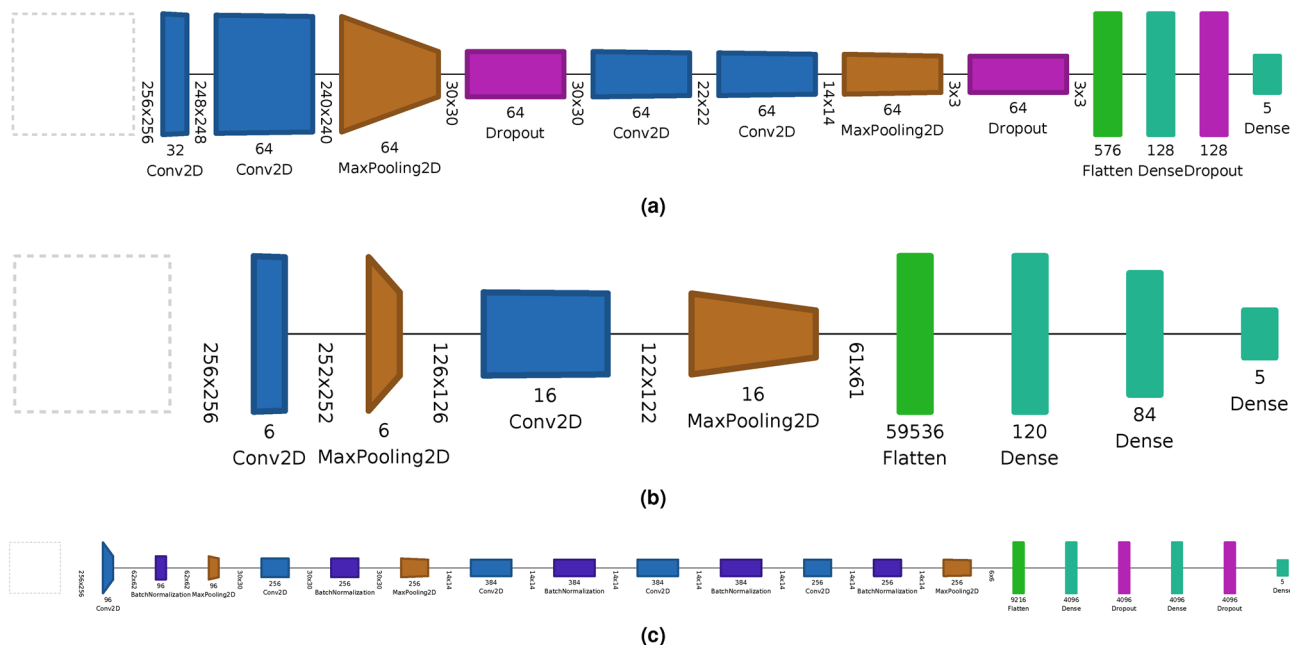 256x256
32
Conv2D
248x248
64
Conv2D
240x240
64
MaxPooling2D
30x30
64
Dropout
30x30
64
Conv2D
22x22
64
Conv2D
14x14
64
MaxPooling2D
3x3
64
Dropout
3x3
576
Flatten
128
Dense
128
Dropout
5
Dense
(a)
256x256
6
Conv2D
252x252
6
MaxPooling2D
126x126
16
Conv2D
122x122
16
MaxPooling2D
61x61
59536
Flatten
120
Dense
84
Dense
5
Dense
(b)
256x256
96
Conv2D
62x62
96
BatchNormalization
62x62
96
MaxPooling2D
30x30
256
Conv2D
30x30
256
BatchNormalization
30x30
256
MaxPooling2D
14x14
384
Conv2D
14x14
384
BatchNormalization
14x14
384
Conv2D
14x14
384
BatchNormalization
14x14
256
Conv2D
14x14
256
BatchNormalization
14x14
256
MaxPooling2D
6x6
9216
Flatten
4096
Dense
4096
Dropout
4096
Dense
4096
Dropout
5
Dense
(c)